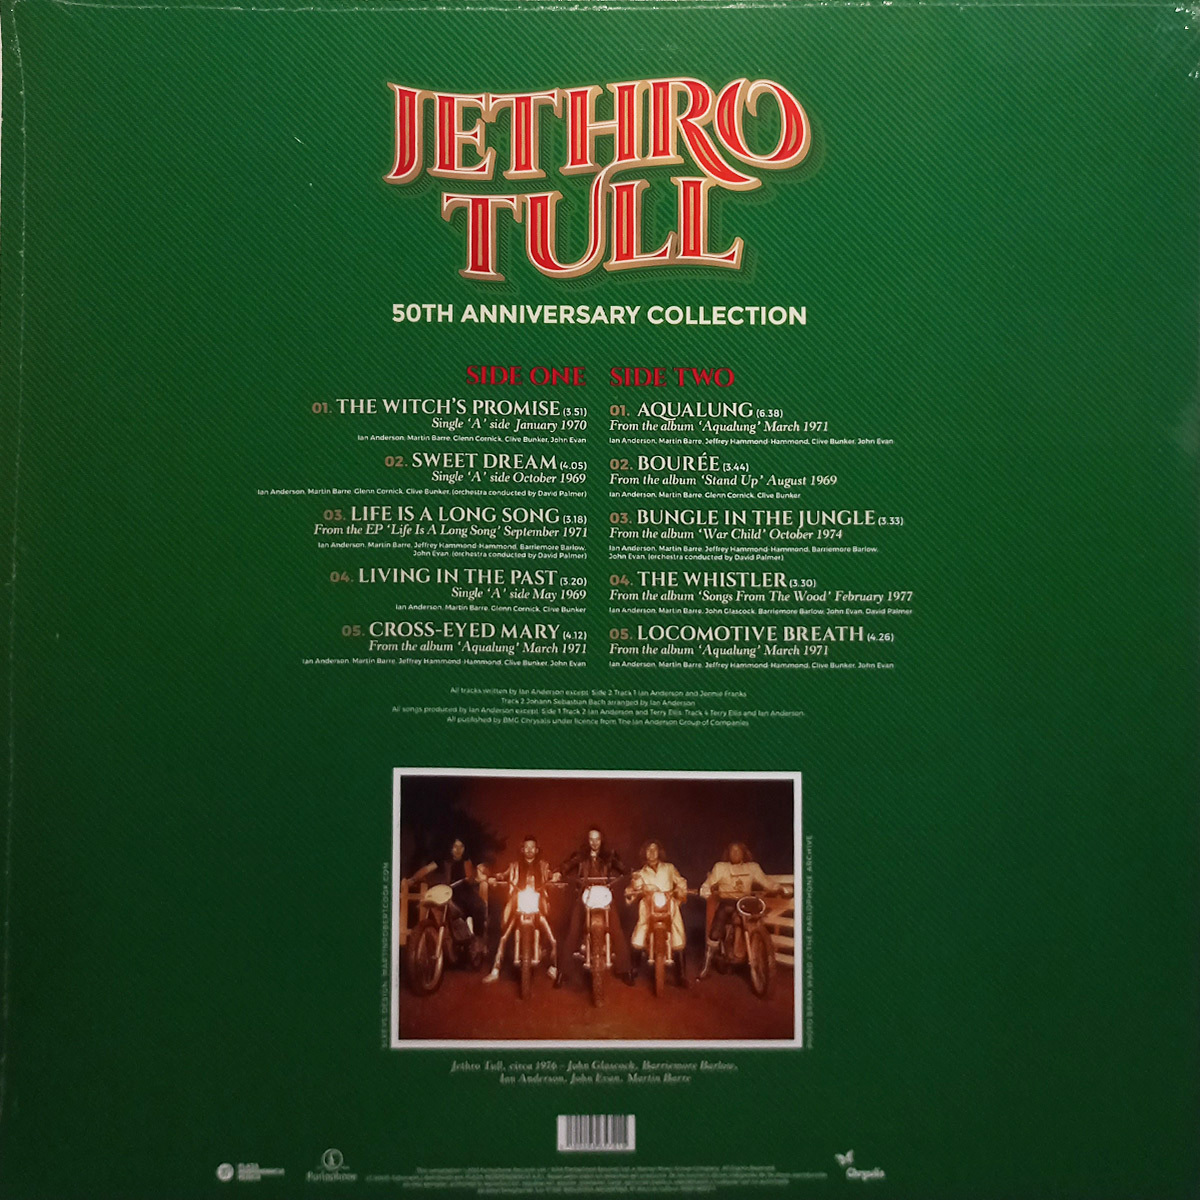 JETHRO
TULL
50TH ANNIVERSARY COLLECTION
SIDE ONE
01. THE WITCH'S PROMISE (3.51)
Single 'A' side January 1970
Ian Anderson, Martin Barre, Glenn Cornick, Clive Bunker, John Evan
02. SWEET DREAM (4.05)
Single 'A' side October 1969
Ian Anderson, Martin Barre, Glenn Cornick, Clive Bunker, (orchestra conducted by David Palmer)
03. LIFE IS A LONG SONG (3.18)
From the EP 'Life Is A Long Song' September 1971
Ian Anderson, Martin Barre, Jeffrey Hammond-Hammond, Barriemore Barlow,
John Evan, (orchestra conducted by David Palmer)
04. LIVING IN THE PAST (3.20)
Single 'A' side May 1969
Ian Anderson, Martin Barre, Glenn Cornick, Clive Bunker
05. CROSS-EYED MARY (4.12)
From the album 'Aqualung' March 1971
Ian Anderson, Martin Barre, Jeffrey Hammond-Hammond, Clive Bunker, John Evan
SIDE TWO
01. AQUALUNG (6.38)
From the album 'Aqualung' March 1971
Ian Anderson, Martin Barre, Jeffrey Hammond-Hammond, Clive Bunker, John Evan
02. BOURÉE (3.44)
From the album 'Stand Up' August 1969
Ian Anderson, Martin Barre, Glenn Cornick, Clive Bunker
03. BUNGLE IN THE JUNGLE (3.33)
From the album 'War Child' October 1974
Ian Anderson, Martin Barre, Jeffrey Hammond-Hammond, Barriemore Barlow,
John Evan, (orchestra conducted by David Palmer)
04. THE WHISTLER (3.30)
From the album 'Songs From The Wood' February 1977
Ian Anderson, Martin Barre, John Glascock, Barriemore Barlow, John Evan, David Palmer
05. LOCOMOTIVE BREATH (4.26)
From the album 'Aqualung' March 1971
Ian Anderson, Martin Barre, Jeffrey Hammond-Hammond, Clive Bunker, John Evan
All tracks written by Ian Anderson except: Side 2 Track 1 Ian Anderson and Jennie Franks
Track 2 Johann Sebastian Bach arranged by Ian Anderson
All songs produced by Ian Anderson except: Side 1 Track 2 Ian Anderson and Terry Ellis, Track 4 Terry Ellis and Ian Anderson.
All published by BMG Chrysalis under licence from The Ian Anderson Group of Companies
SLEEVE DESIGN: MARTINROBERTCOOK.COM
PHOTO BRIAN WARD / THE PARLOPHONE ARCHIVE
Jethro Tull, circa 1976 - John Glascock, Barriemore Barlow,
Ian Anderson, John Evan, Martin Barre
Parlophone
Chrysalis